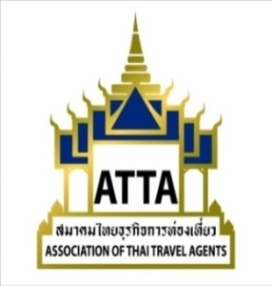 ATTA
สมาคมไทยธุรกิจการท่องเที่ยว
ASSOCIATION OF THAI TRAVEL AGENTS